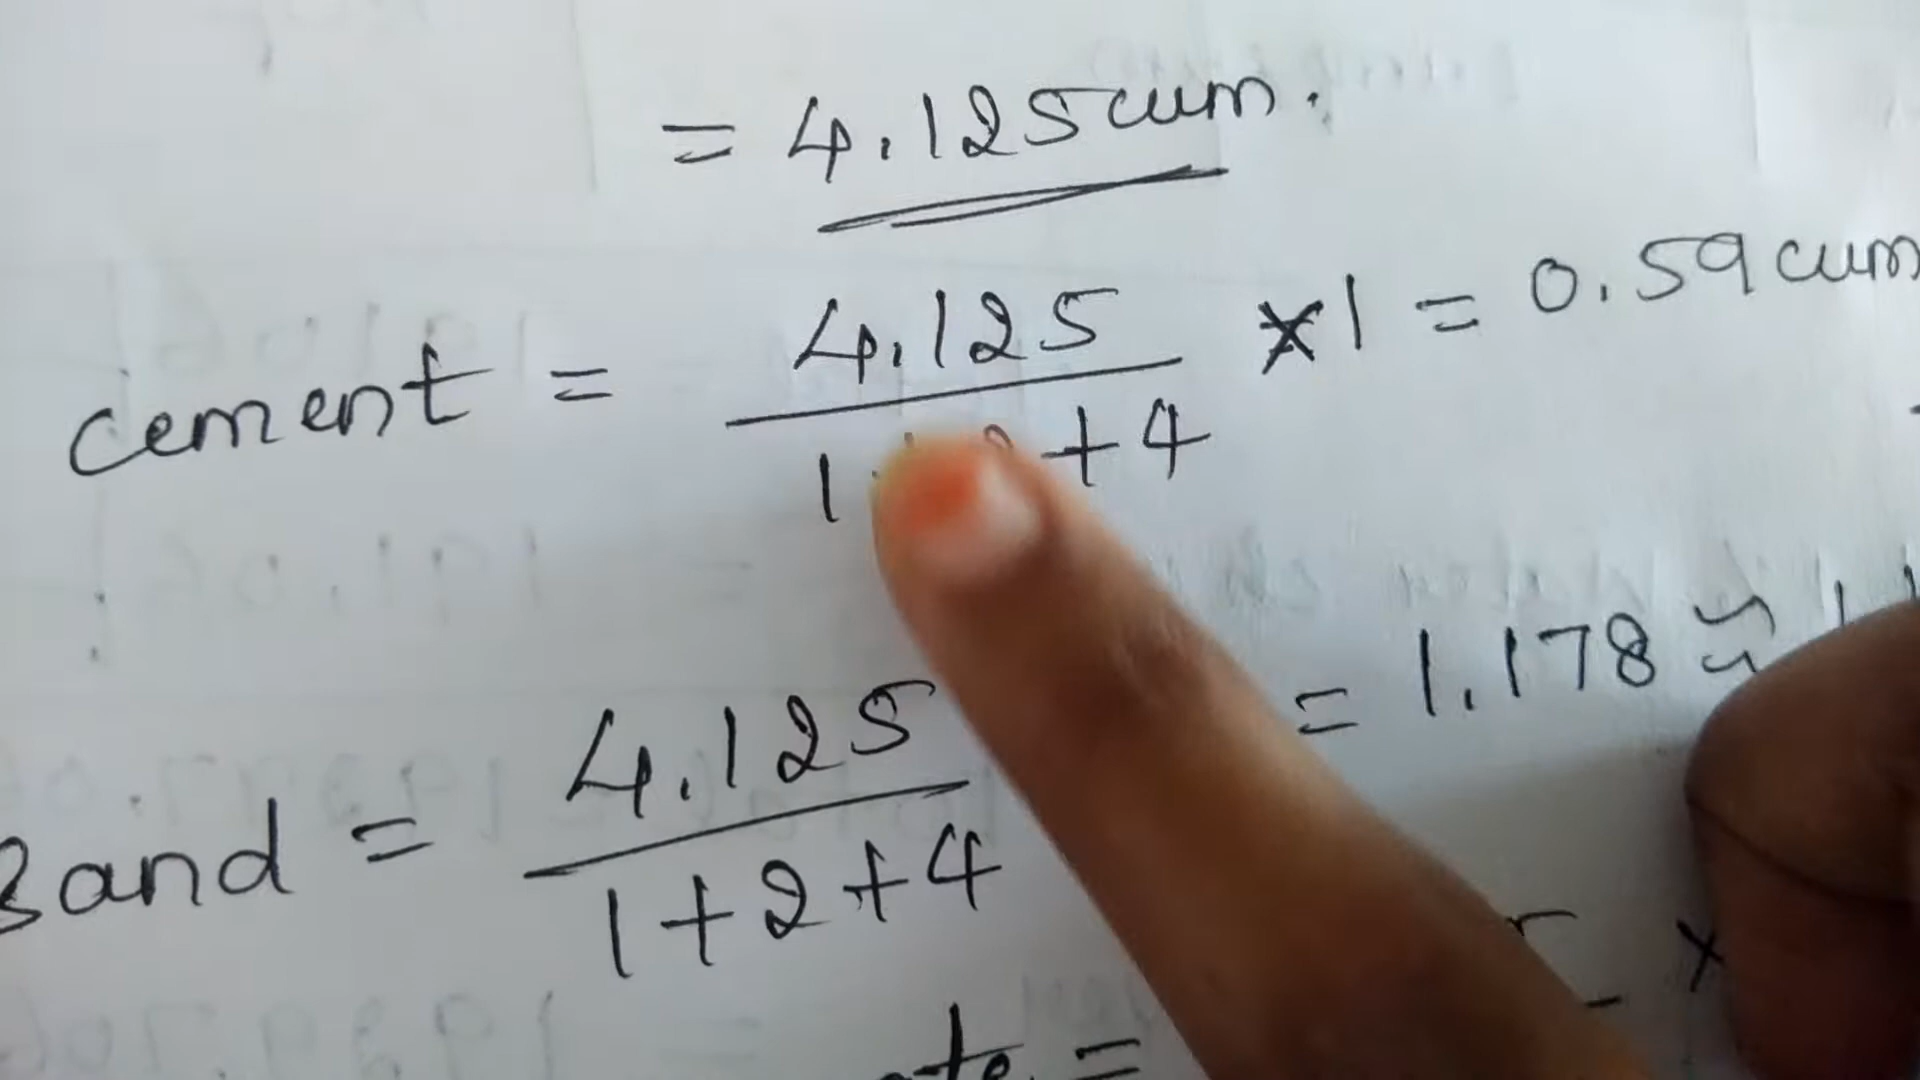 = 4.125 cum.
cement = 4.125 / 1 + 4 × 1 = 0.59 cum
Sand = 4.125 / 1+2+4 = 1.178 ≈
=
×